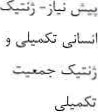 پیش نیاز- ژنتیک
انسانی تکمیلی و
ژنتیک جمعیت
تکمیلی